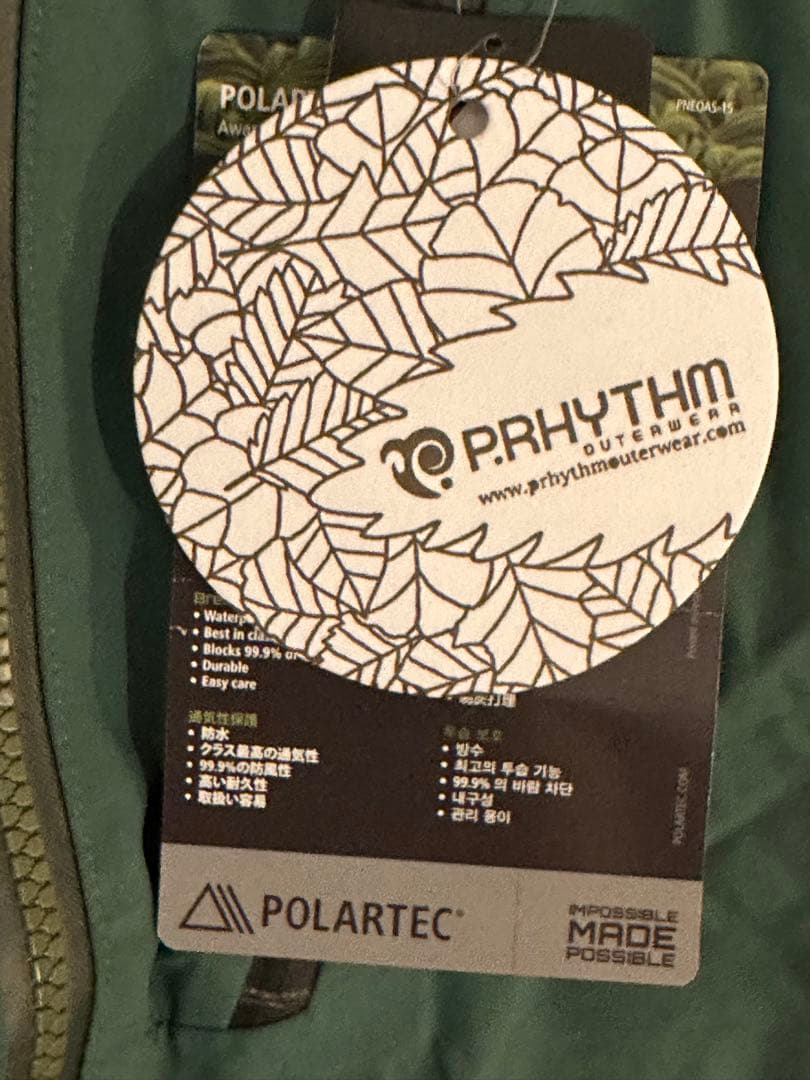 PNEOAS-15
P.RHYTHM
OUTERWEAR
www.prhythmouterwear.com
• Best in
• Blocks 99.9%
• Durable
• Easy care
通気性保護
• 防水
• クラス最高の通気性
• 99.9%の防風性
• 高い耐久性
• 取扱い容易
투습 보호
• 방수
• 최고의 투습 기능
• 99.9% 의 바람 차단
• 내구성
• 관리 용이
POLARTEC.COM
POLARTEC®
IMPOSSIBLE
MADE
POSSIBLE